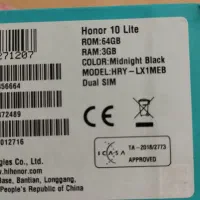 Honor 10 Lite
ROM:64GB
271207
RAM:3GB
COLOR:Midnight Black
MODEL:HRY-LX1MEB
Dual SIM
56664
72489
012716
CE
ICASA
TA - 2018/2773
APPROVED
gies Co., Ltd.
www.hihonor.com
Base, Bantian, Longgang,
People's Republic of China